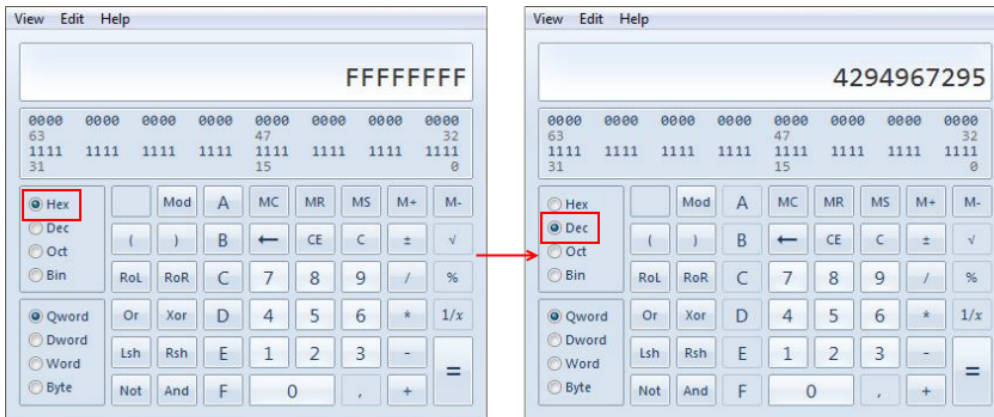 View Edit Help
FFFFFFFF
0000 0000 0000 0000 0000 0000 0000 0000
63 47 32
1111 1111 1111 1111 1111 1111 1111 1111
31 15 0
Hex Mod A MC MR MS M+ M-
Dec
Oct ( ) B ← CE C ± √
Bin RoL RoR C 7 8 9 / %
Qword Or Xor D 4 5 6 * 1/x
Dword
Word Lsh Rsh E 1 2 3 - =
Byte Not And F 0 , +
View Edit Help
4294967295
0000 0000 0000 0000 0000 0000 0000 0000
63 47 32
1111 1111 1111 1111 1111 1111 1111 1111
31 15 0
Hex Mod A MC MR MS M+ M-
Dec
Oct ( ) B ← CE C ± √
Bin RoL RoR C 7 8 9 / %
Qword Or Xor D 4 5 6 * 1/x
Dword
Word Lsh Rsh E 1 2 3 - =
Byte Not And F 0 , +